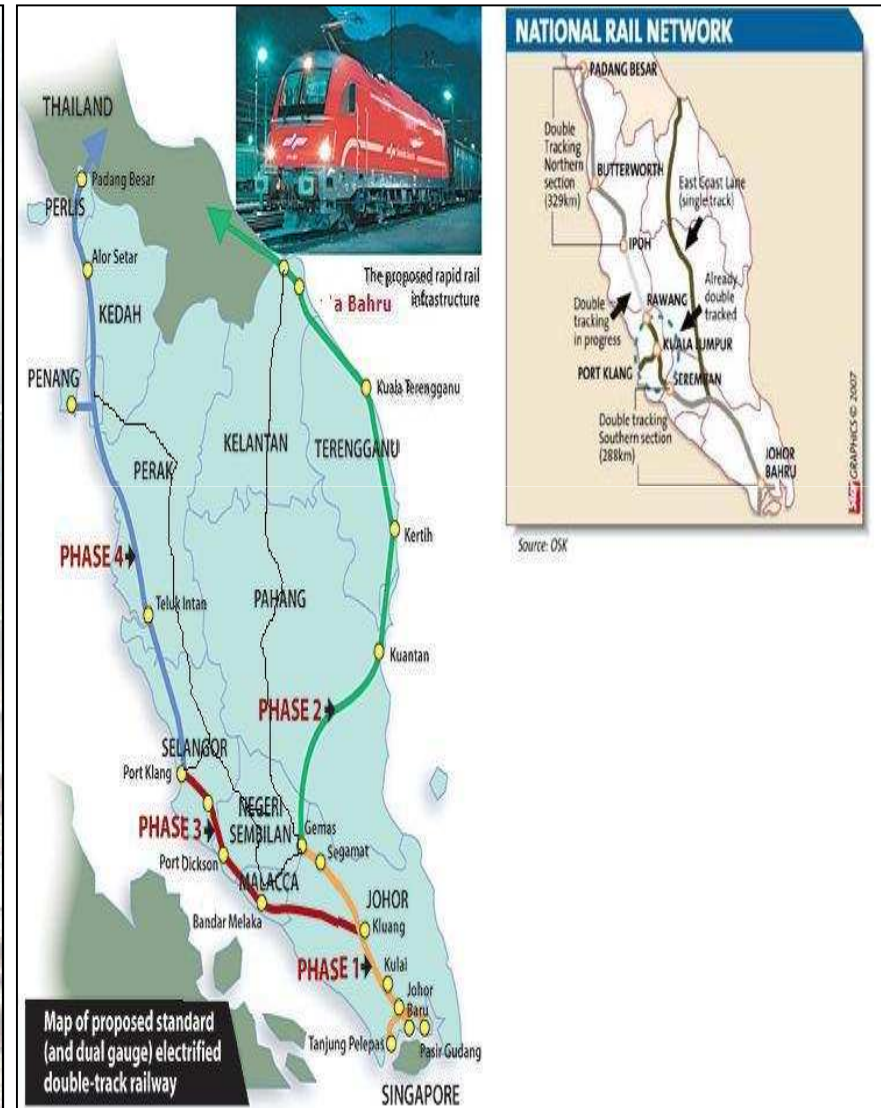 THAILAND
Padang Besar
PERLIS
Alor Setar
KEDAH
PENANG
PERAK
KELANTAN
TERENGGANU
The proposed rapid rail
infrastructure
'a Bahru
Kuala Terengganu
Kertih
PHASE 4
Teluk Intan
PAHANG
Kuantan
PHASE 2
SELANGOR
Port Klang
NEGERI
SEMBILAN
PHASE 3
Gemas
Segamat
Port Dickson
MALACCA
JOHOR
Bandar Melaka
Kluang
PHASE 1
Kulai
Johor
Baru
Tanjung Pelepas
Pasir Gudang
SINGAPORE
Map of proposed standard
(and dual gauge) electrified
double-track railway
NATIONAL RAIL NETWORK
PADANG BESAR
Double
Tracking
Northern
section
(329km)
BUTTERWORTH
East Coast Lane
(single track)
IPOH
Already
double
tracked
Double
tracking
in progress
RAWANG
KUALA LUMPUR
PORT KLANG
SEREMBAN
Double tracking
Southern section
(288km)
JOHOR
BAHRU
GRAPHICS © 2007
Source: OSK